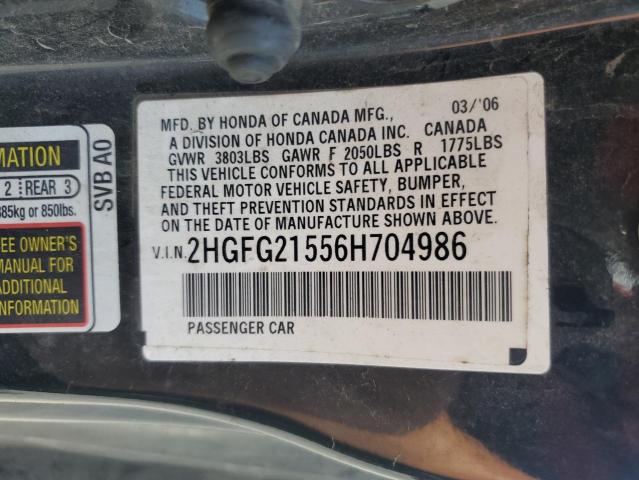 MFD. BY HONDA OF CANADA MFG., 03/'06
A DIVISION OF HONDA CANADA INC. CANADA
GVWR 3803LBS GAWR F 2050LBS R 1775LBS
THIS VEHICLE CONFORMS TO ALL APPLICABLE
FEDERAL MOTOR VEHICLE SAFETY, BUMPER,
AND THEFT PREVENTION STANDARDS IN EFFECT
ON THE DATE OF MANUFACTURE SHOWN ABOVE.
V.I.N. 2HGFG21556H704986
PASSENGER CAR
MATION
2 REAR 3
385kg or 850lbs.
EE OWNER'S
MANUAL FOR
ADDITIONAL
INFORMATION
SVB A0